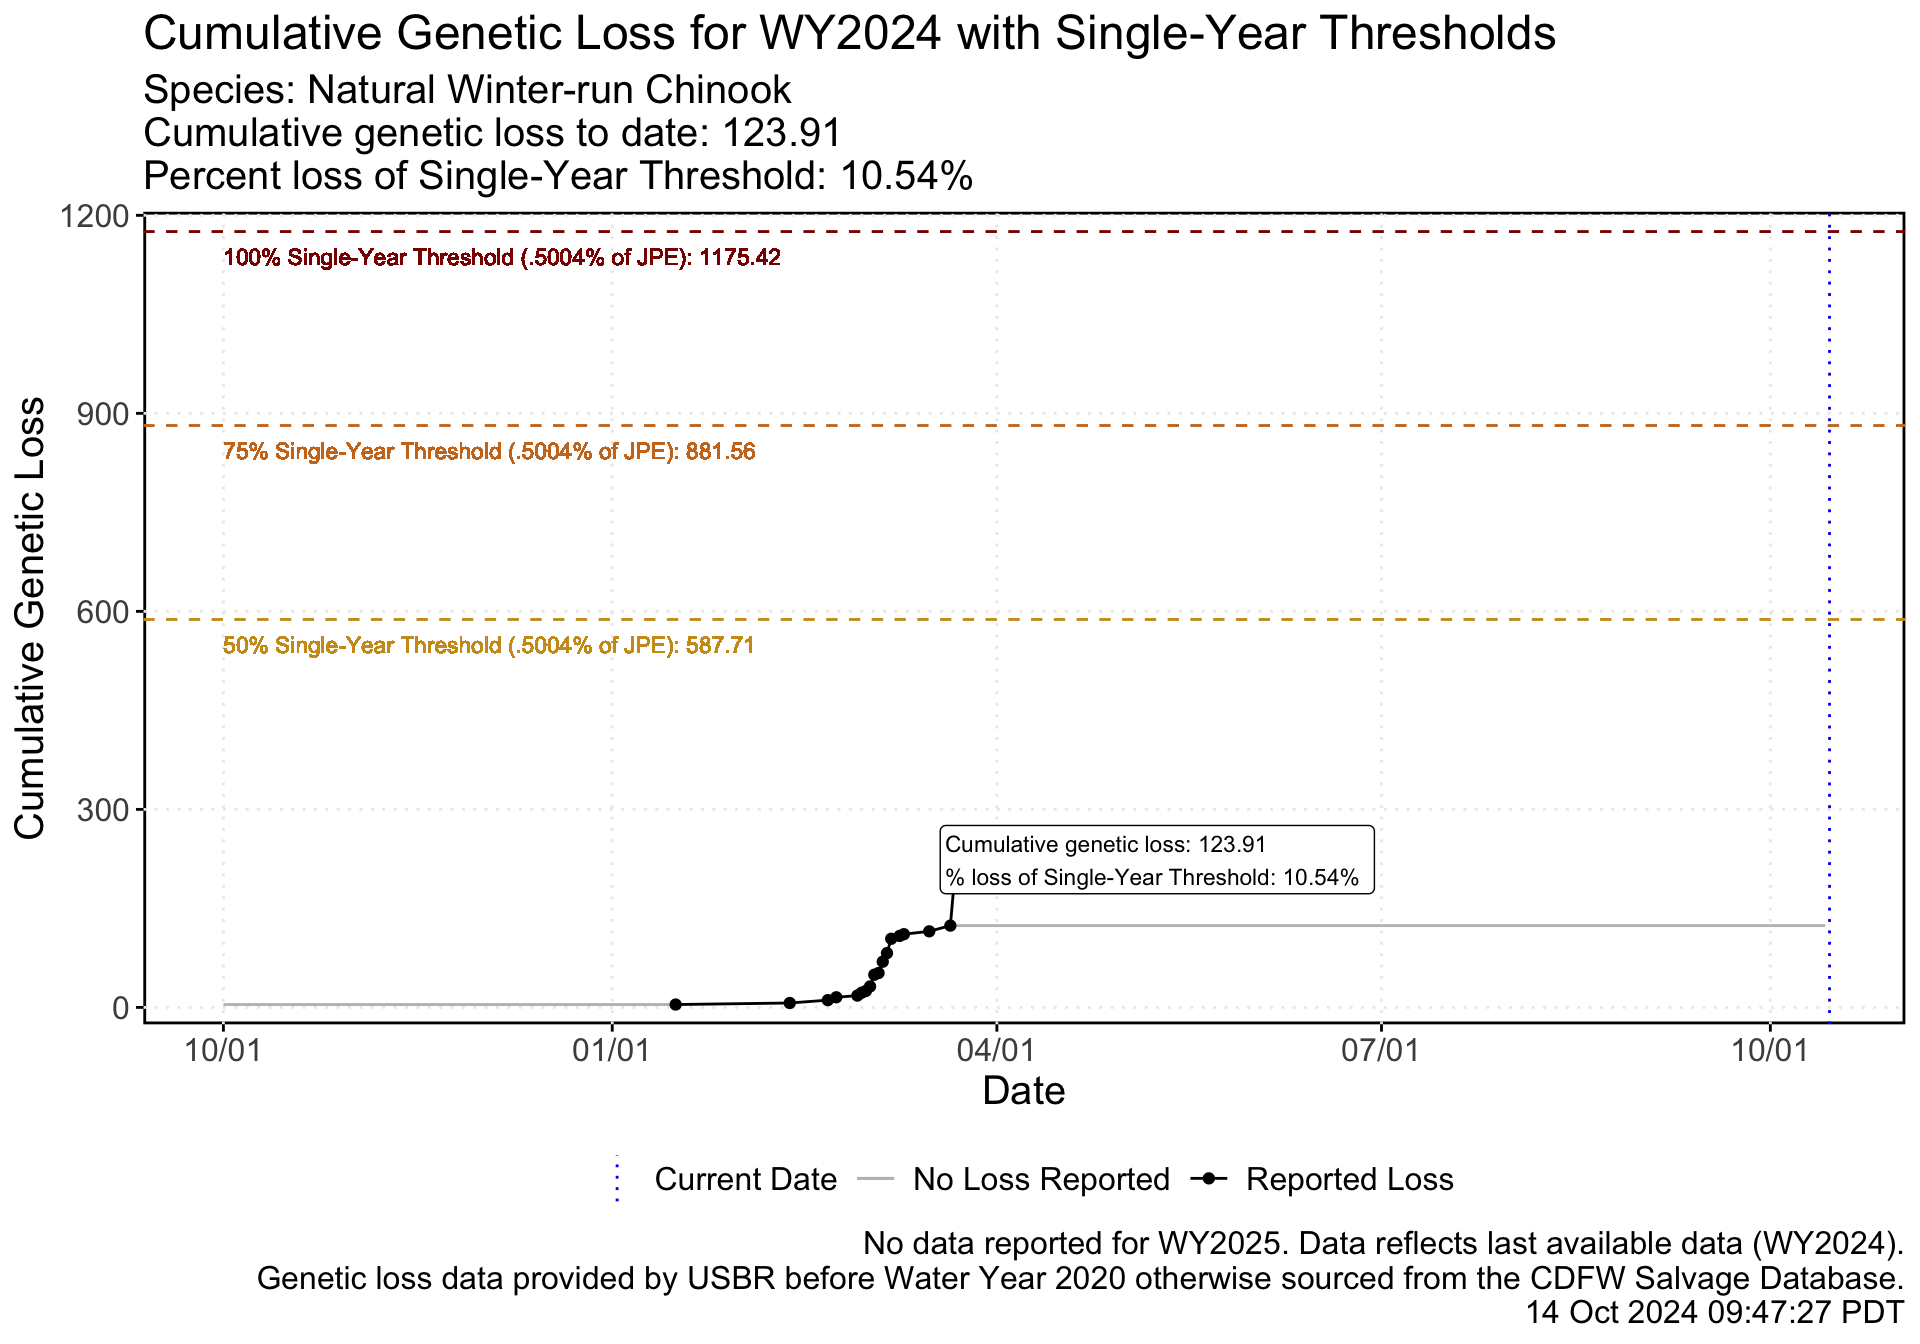 Cumulative Genetic Loss for WY2024 with Single-Year Thresholds
Species: Natural Winter-run Chinook
Cumulative genetic loss to date: 123.91
Percent loss of Single-Year Threshold: 10.54%
Cumulative Genetic Loss
1200
900
600
300
0
100% Single-Year Threshold (.5004% of JPE): 1175.42
75% Single-Year Threshold (.5004% of JPE): 881.56
50% Single-Year Threshold (.5004% of JPE): 587.71
Cumulative genetic loss: 123.91
% loss of Single-Year Threshold: 10.54%
10/01 01/01 04/01 07/01 10/01
Date
Current Date No Loss Reported Reported Loss
No data reported for WY2025. Data reflects last available data (WY2024).
Genetic loss data provided by USBR before Water Year 2020 otherwise sourced from the CDFW Salvage Database.
14 Oct 2024 09:47:27 PDT